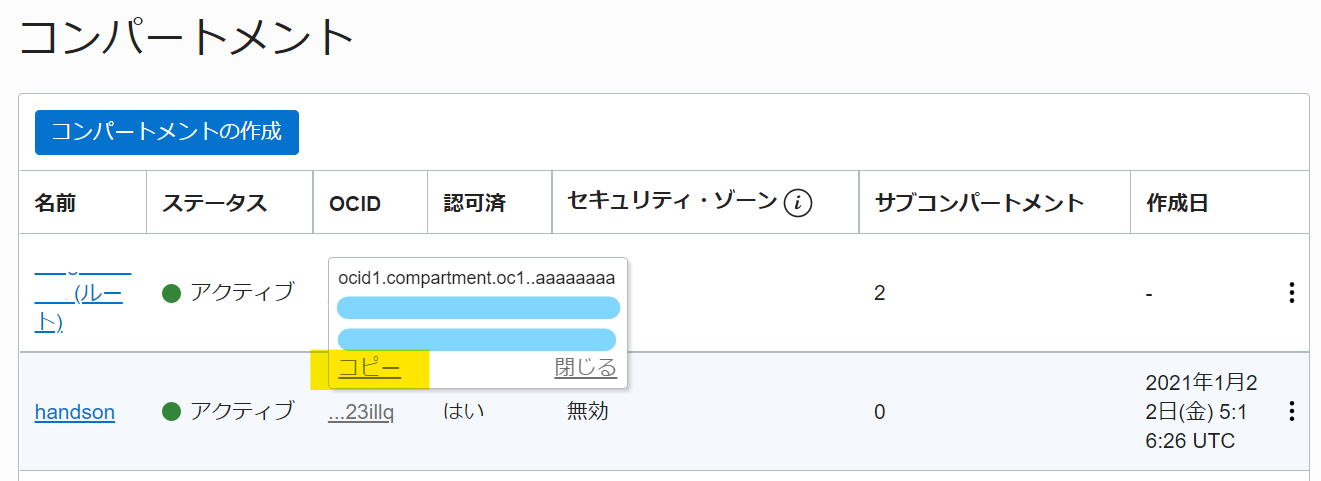 コンパートメント
コンパートメントの作成
名前 ステータス OCID 認可済 セキュリティ・ゾーン i サブコンパートメント 作成日
(ルー
ト)
アクティブ
ocid1.compartment.oc1..aaaaaaaa
コピー 閉じる
2 -
handson アクティブ ...23illq はい 無効 0
2021年1月2
2日(金) 5:1
6:26 UTC